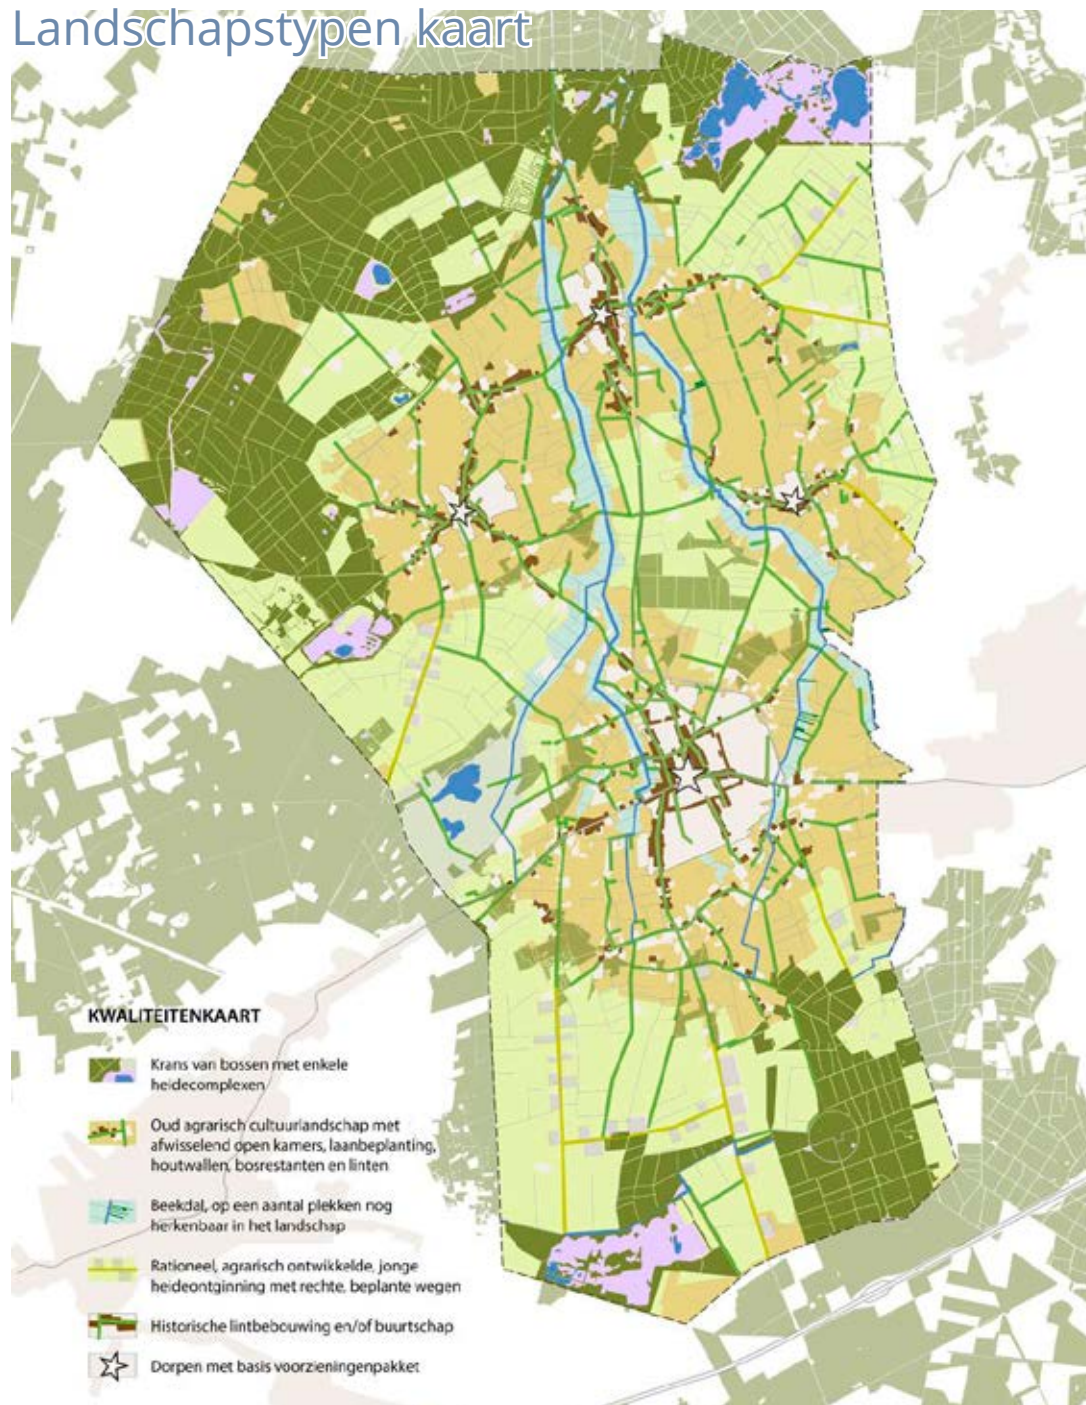 Landschapstypen kaart
KWALITEITENKAART
Krans van bossen met enkele
heidecomplexen
Oud agrarisch cultuurlandschap met
afwisselend open kamers, laanbeplanting,
houtwallen, bosrestanten en linten
Beekdal, op een aantal plekken nog
herkenbaar in het landschap
Rationeel, agrarisch ontwikkelde, jonge
heideontginning met rechte, beplante wegen
Historische lintbebouwing en/of buurtschap
Dorpen met basis voorzieningenpakket